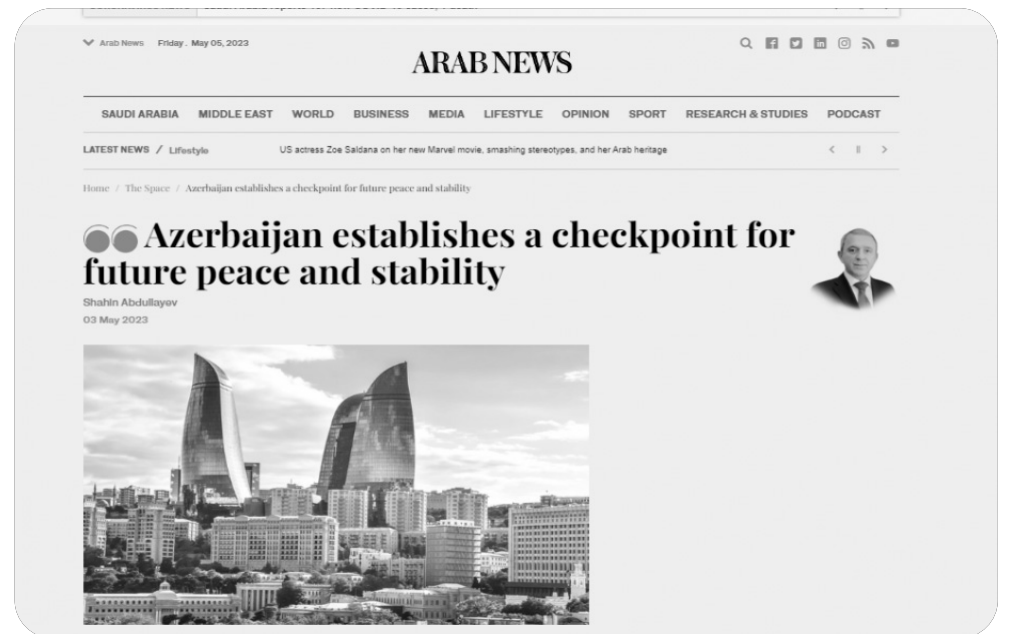 Arab News Friday . May 05, 2023
ARAB NEWS
SAUDI ARABIA MIDDLE EAST WORLD BUSINESS MEDIA LIFESTYLE OPINION SPORT RESEARCH & STUDIES PODCAST
LATEST NEWS / Lifestyle US actress Zoe Saldana on her new Marvel movie, smashing stereotypes, and her Arab heritage
Home / The Space / Azerbaijan establishes a checkpoint for future peace and stability
Azerbaijan establishes a checkpoint for
future peace and stability
Shahin Abdullayev
03 May 2023